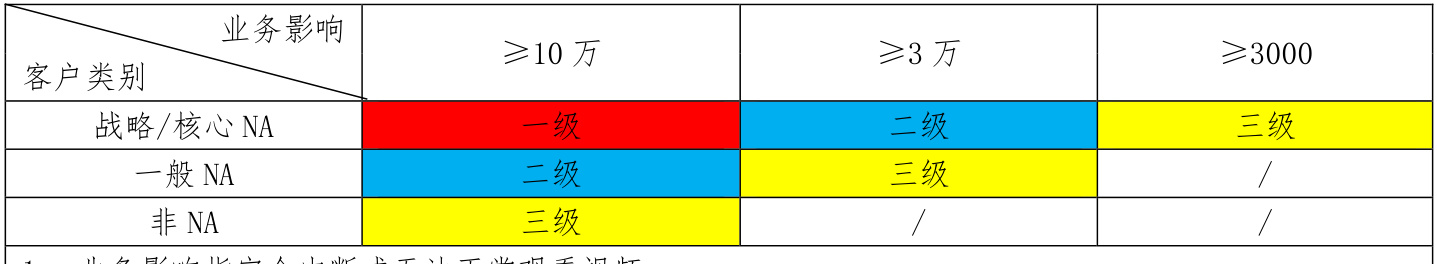 业务影响
客户类别
≥10 万
≥3 万
≥3000
战略/核心 NA
一级
二级
三级
一般 NA
二级
三级
/
非 NA
三级
/
/